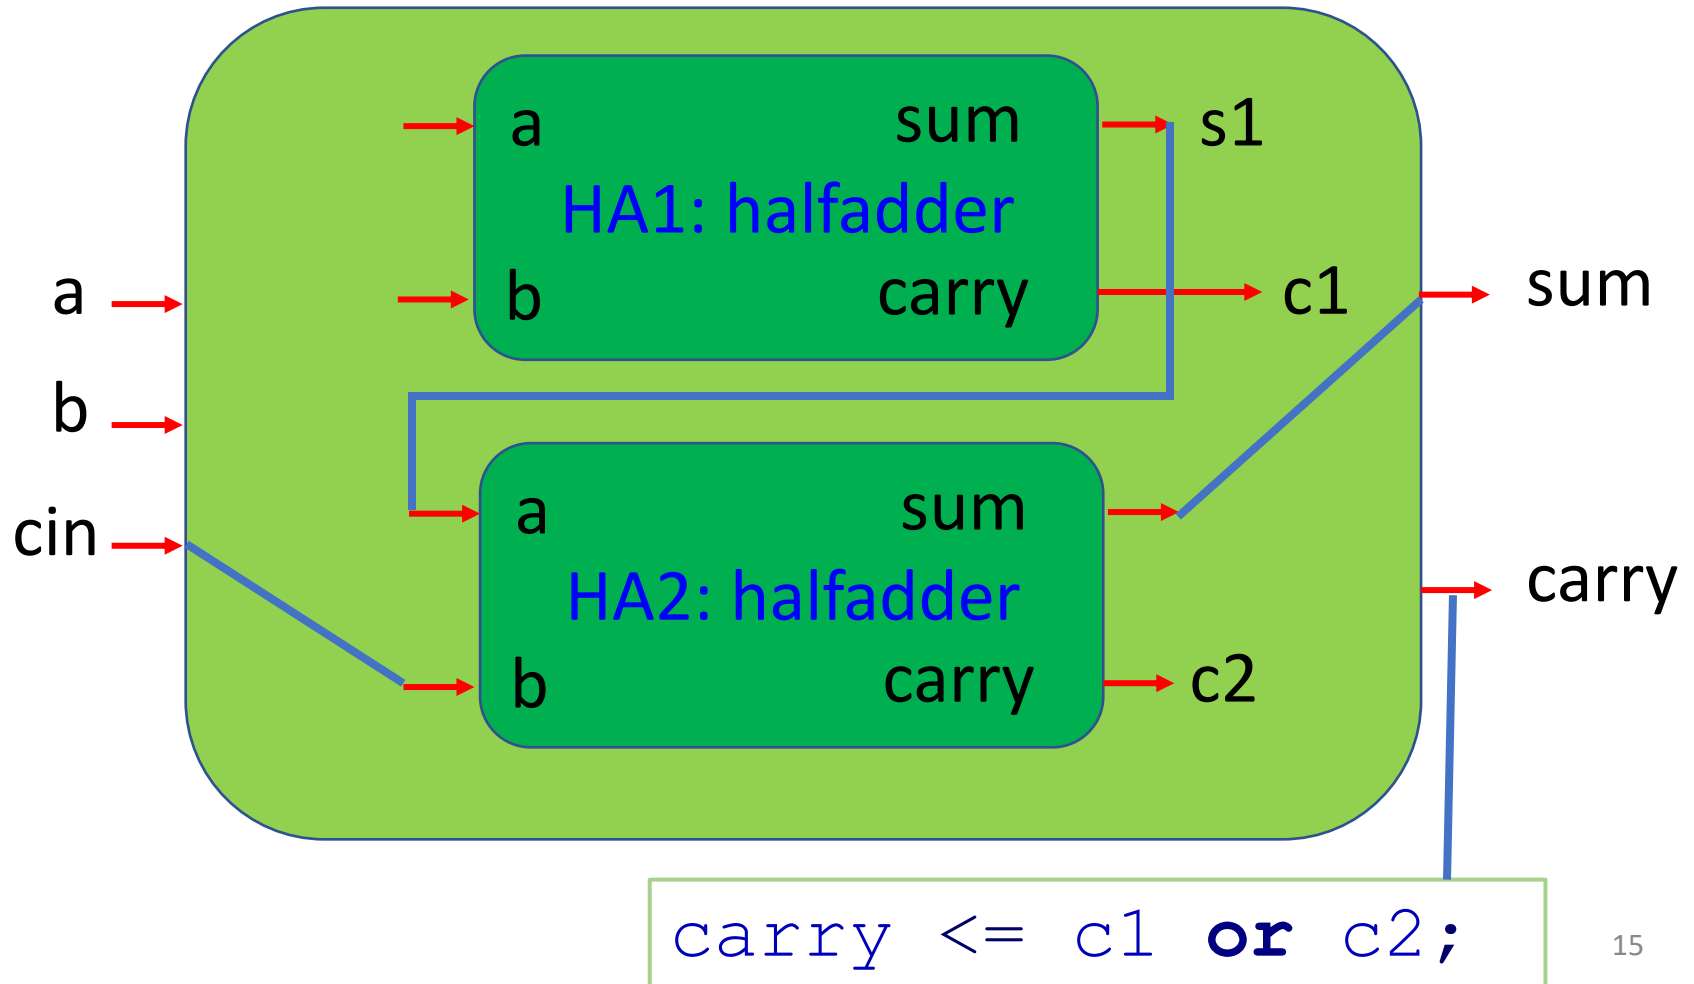 a sum s1
HA1: halfadder
b carry c1
a
b
cin
sum
carry
a sum
HA2: halfadder
b carry c2
carry <= c1 or c2;
15